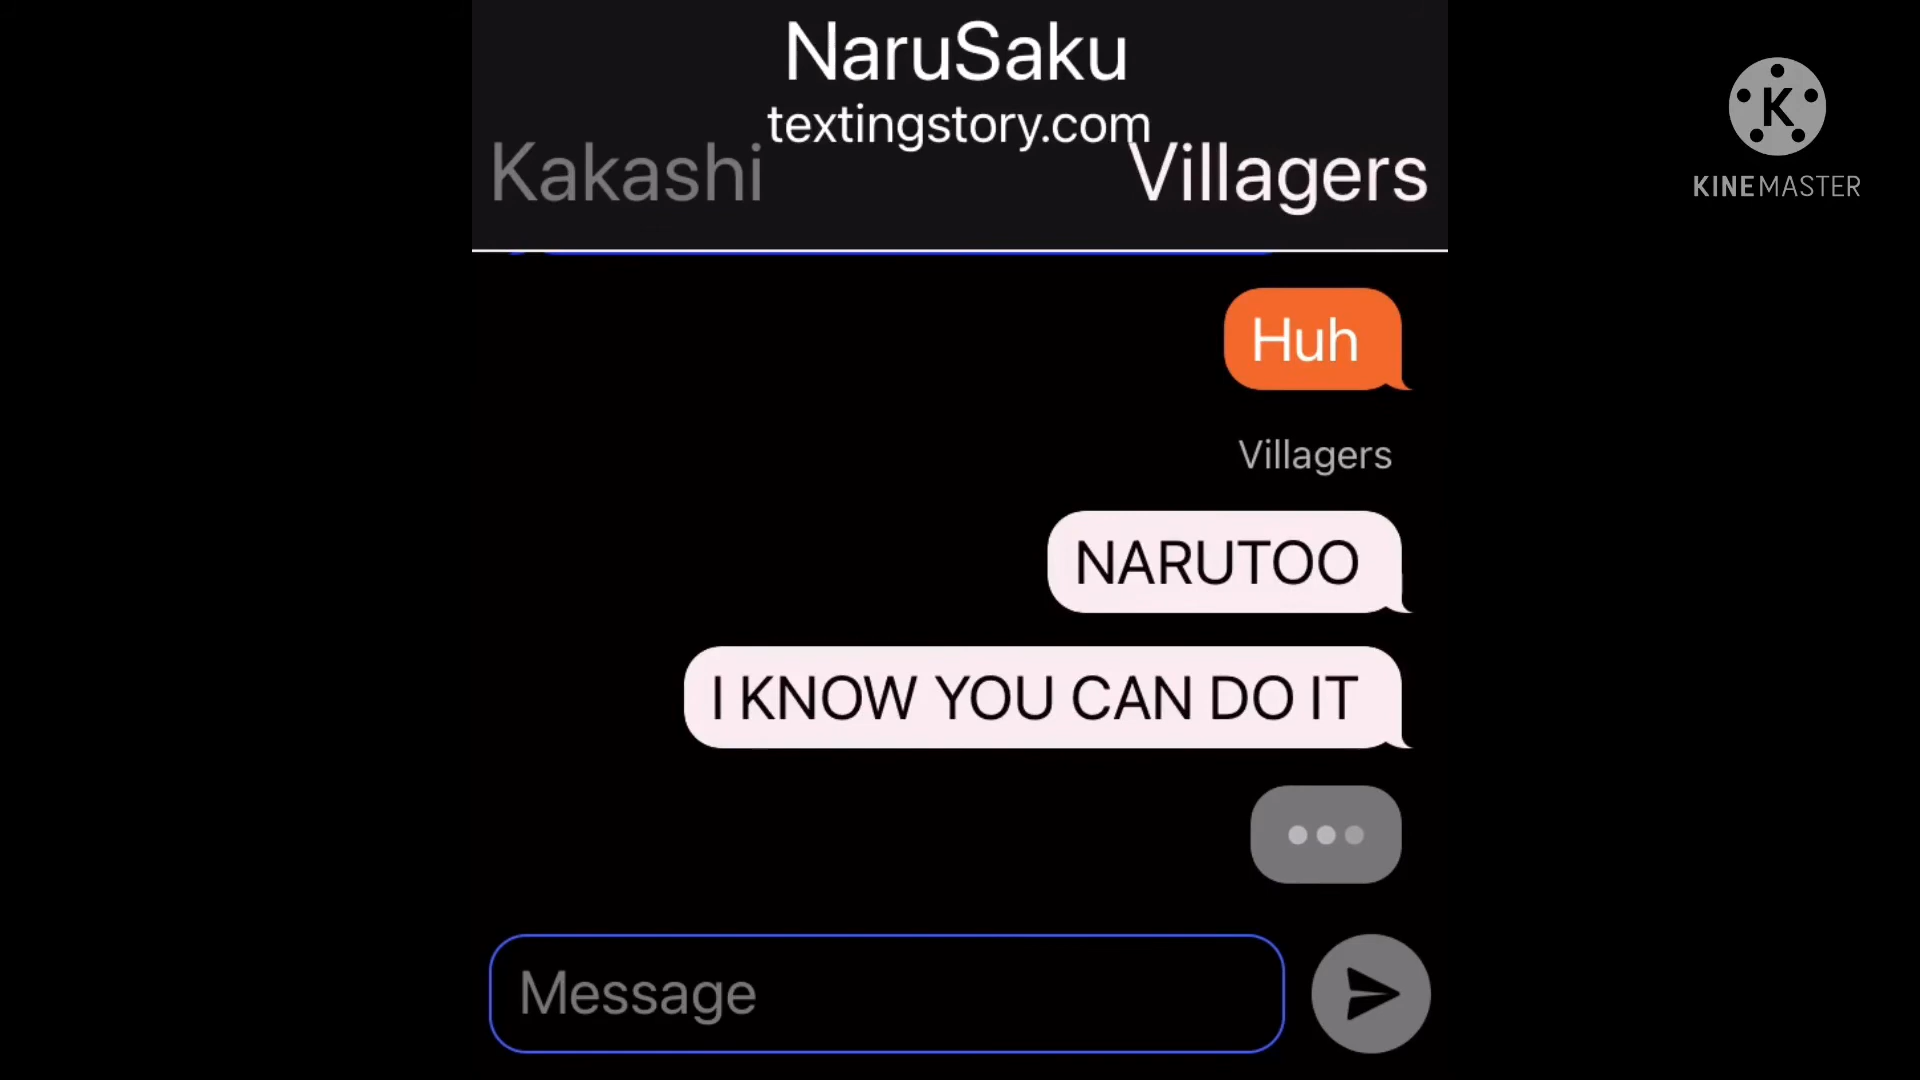 NaruSaku
textingstory.com
Kakashi
Villagers
K
KINEMASTER
Huh
Villagers
NARUTOO
I KNOW YOU CAN DO IT
Message